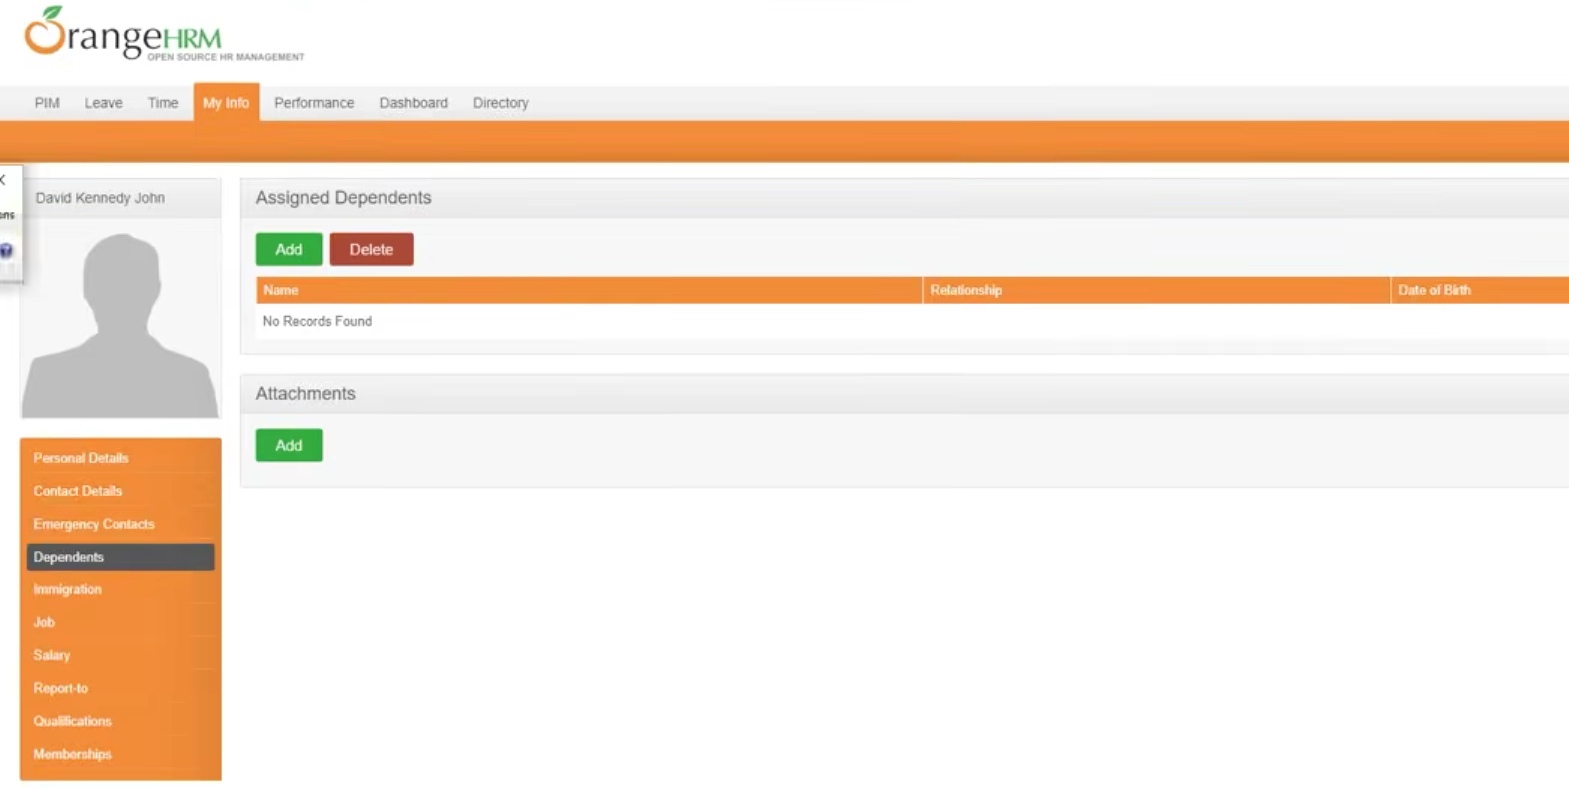 OrangeHRM
OPEN SOURCE HR MANAGEMENT
PIM Leave Time My Info Performance Dashboard Directory
David Kennedy John
Assigned Dependents
Add Delete
Name Relationship Date of Birth
No Records Found
Attachments
Add
Personal Details
Contact Details
Emergency Contacts
Dependents
Immigration
Job
Salary
Report-to
Qualifications
Memberships